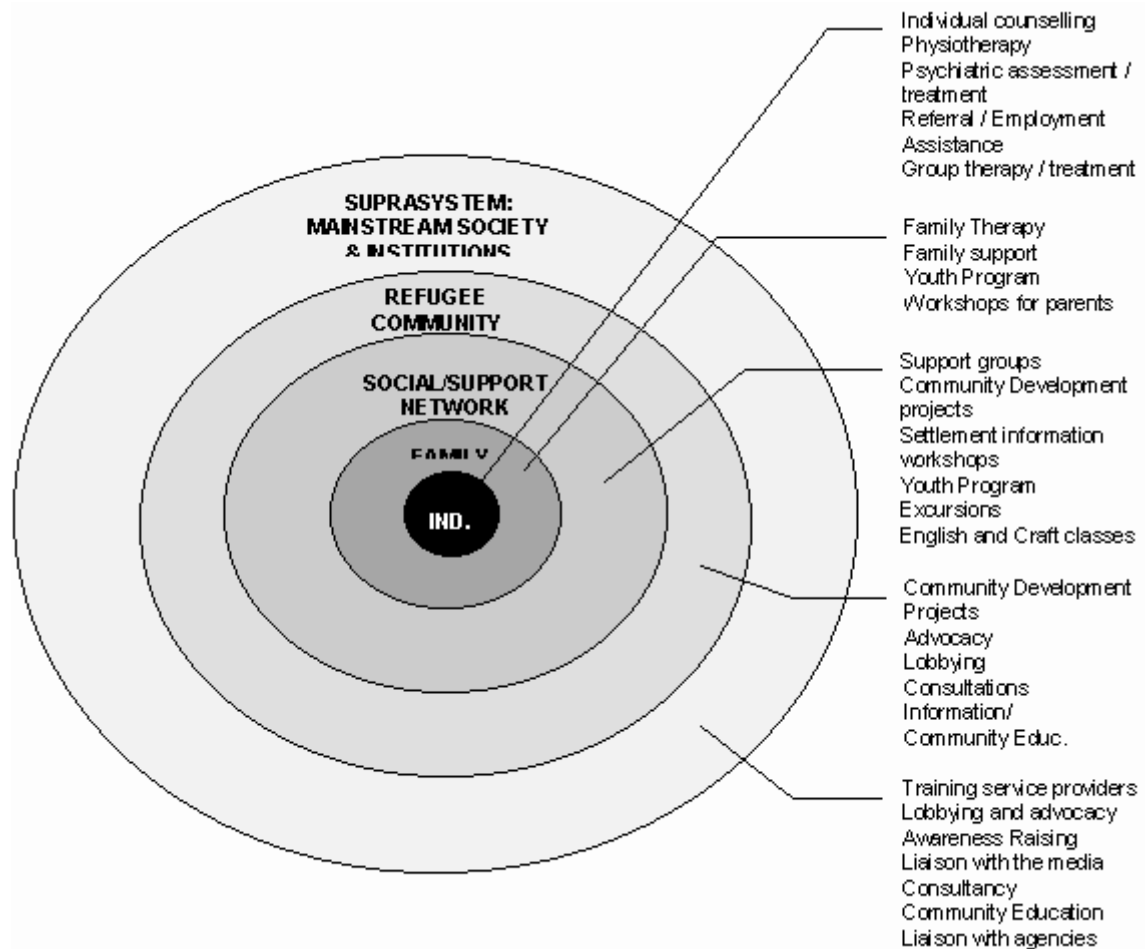 Individual counselling
Physiotherapy
Psychiatric assessment /
treatment
Referral / Employment
Assistance
Group therapy / treatment
SUPRASYSTEM:
MAINSTREAM SOCIETY
& INSTITUTIONS
REFUGEE
COMMUNITY
SOCIAL/SUPPORT
NETWORK
FAMILY
IND.
Family Therapy
Family support
Youth Program
Workshops for parents
Support groups
Community Development
projects
Settlement information
workshops
Youth Program
Excursions
English and Craft classes
Community Development
Projects
Advocacy
Lobbying
Consultations
Information/
Community Educ.
Training service providers
Lobbying and advocacy
Awareness Raising
Liaison with the media
Consultancy
Community Education
Liaison with agencies